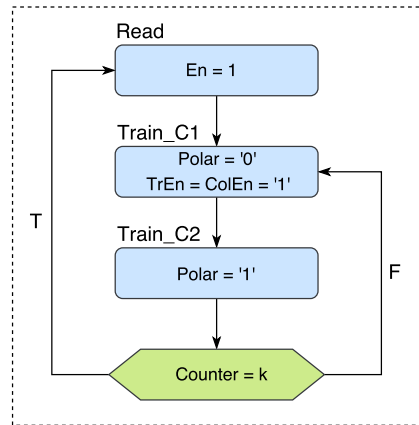 Read
En = 1
Train_C1
Polar = '0'
TrEn = ColEn = '1'
T
Train_C2
Polar = '1'
F
Counter = k